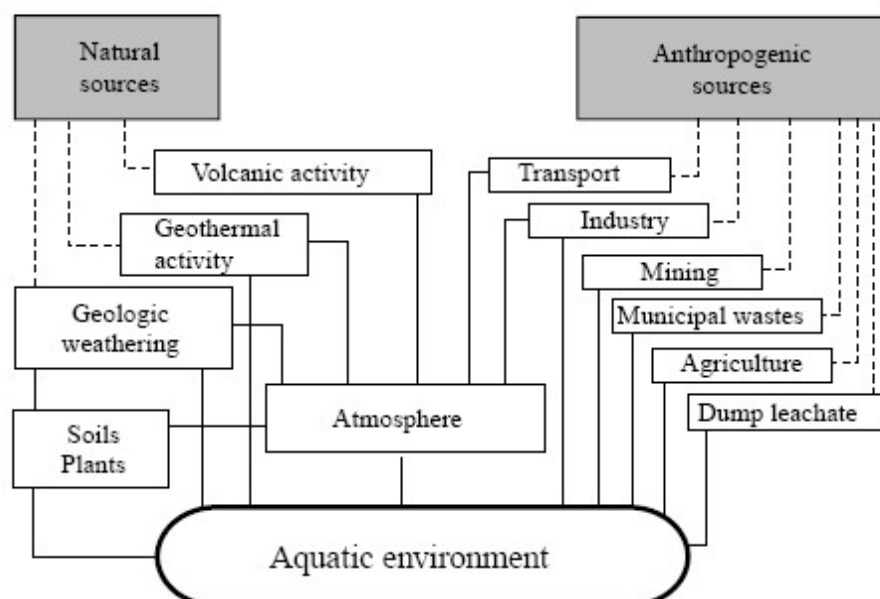 Natural
sources
Anthropogenic
sources
Volcanic activity
Transport
Geothermal
activity
Industry
Mining
Geologic
weathering
Municipal wastes
Agriculture
Atmosphere
Dump leachate
Soils
Plants
Aquatic environment